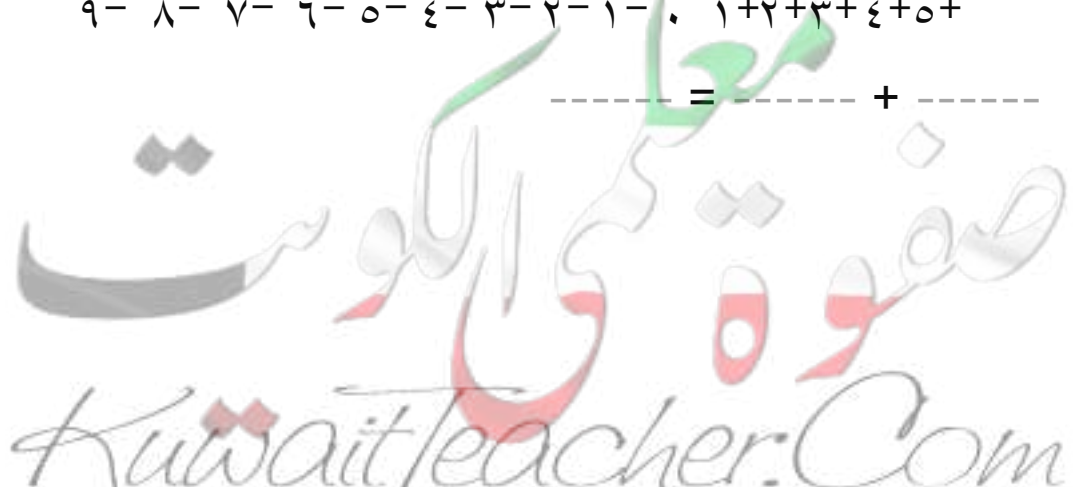 ٩− ٨− ٧− ٦− ٥− ٤− ٣− ٢− ١− ٠ ١+٢+٣+٤+٥+
------ = ------ + ------
صفوة معلمى الكويت
KuwaitTeacher.Com